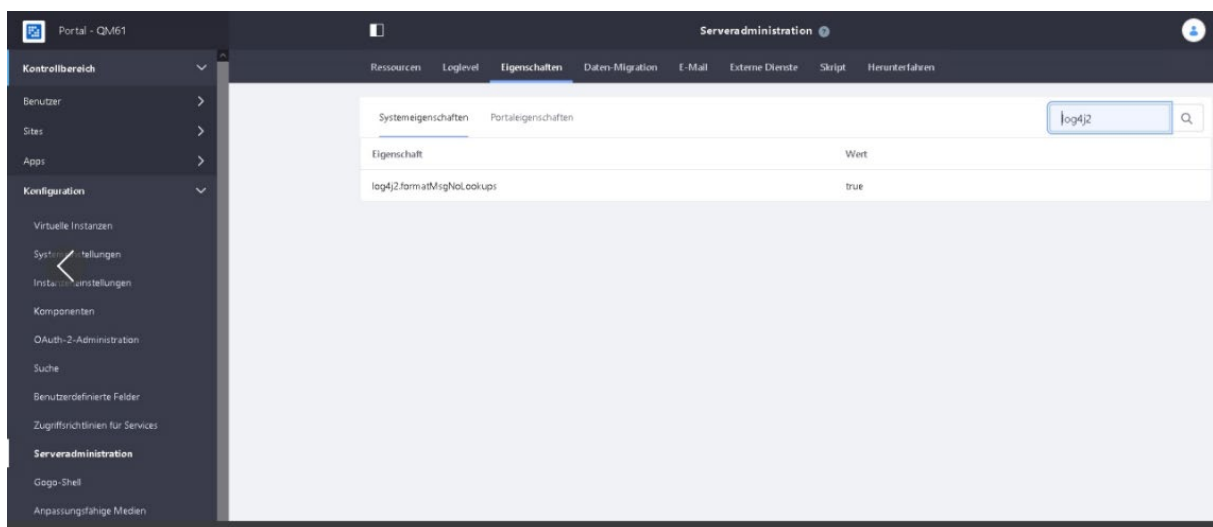 Portal - QM61
Serveradministration
Kontrollbereich
Benutzer
Sites
Apps
Konfiguration
Virtuelle Instanzen
Systemeinstellungen
Instanzeinstellungen
Komponenten
OAuth-2-Administration
Suche
Benutzerdefinierte Felder
Zugriffsrichtlinien für Services
Serveradministration
Gogo-Shell
Anpassungsfähige Medien
Ressourcen Loglevel Eigenschaften Daten-Migration E-Mail Externe Dienste Skript Herunterfahren
Systemeigenschaften Portaleigenschaften log4j2
Eigenschaft Wert
log4j2.formatMsgNoLookups true